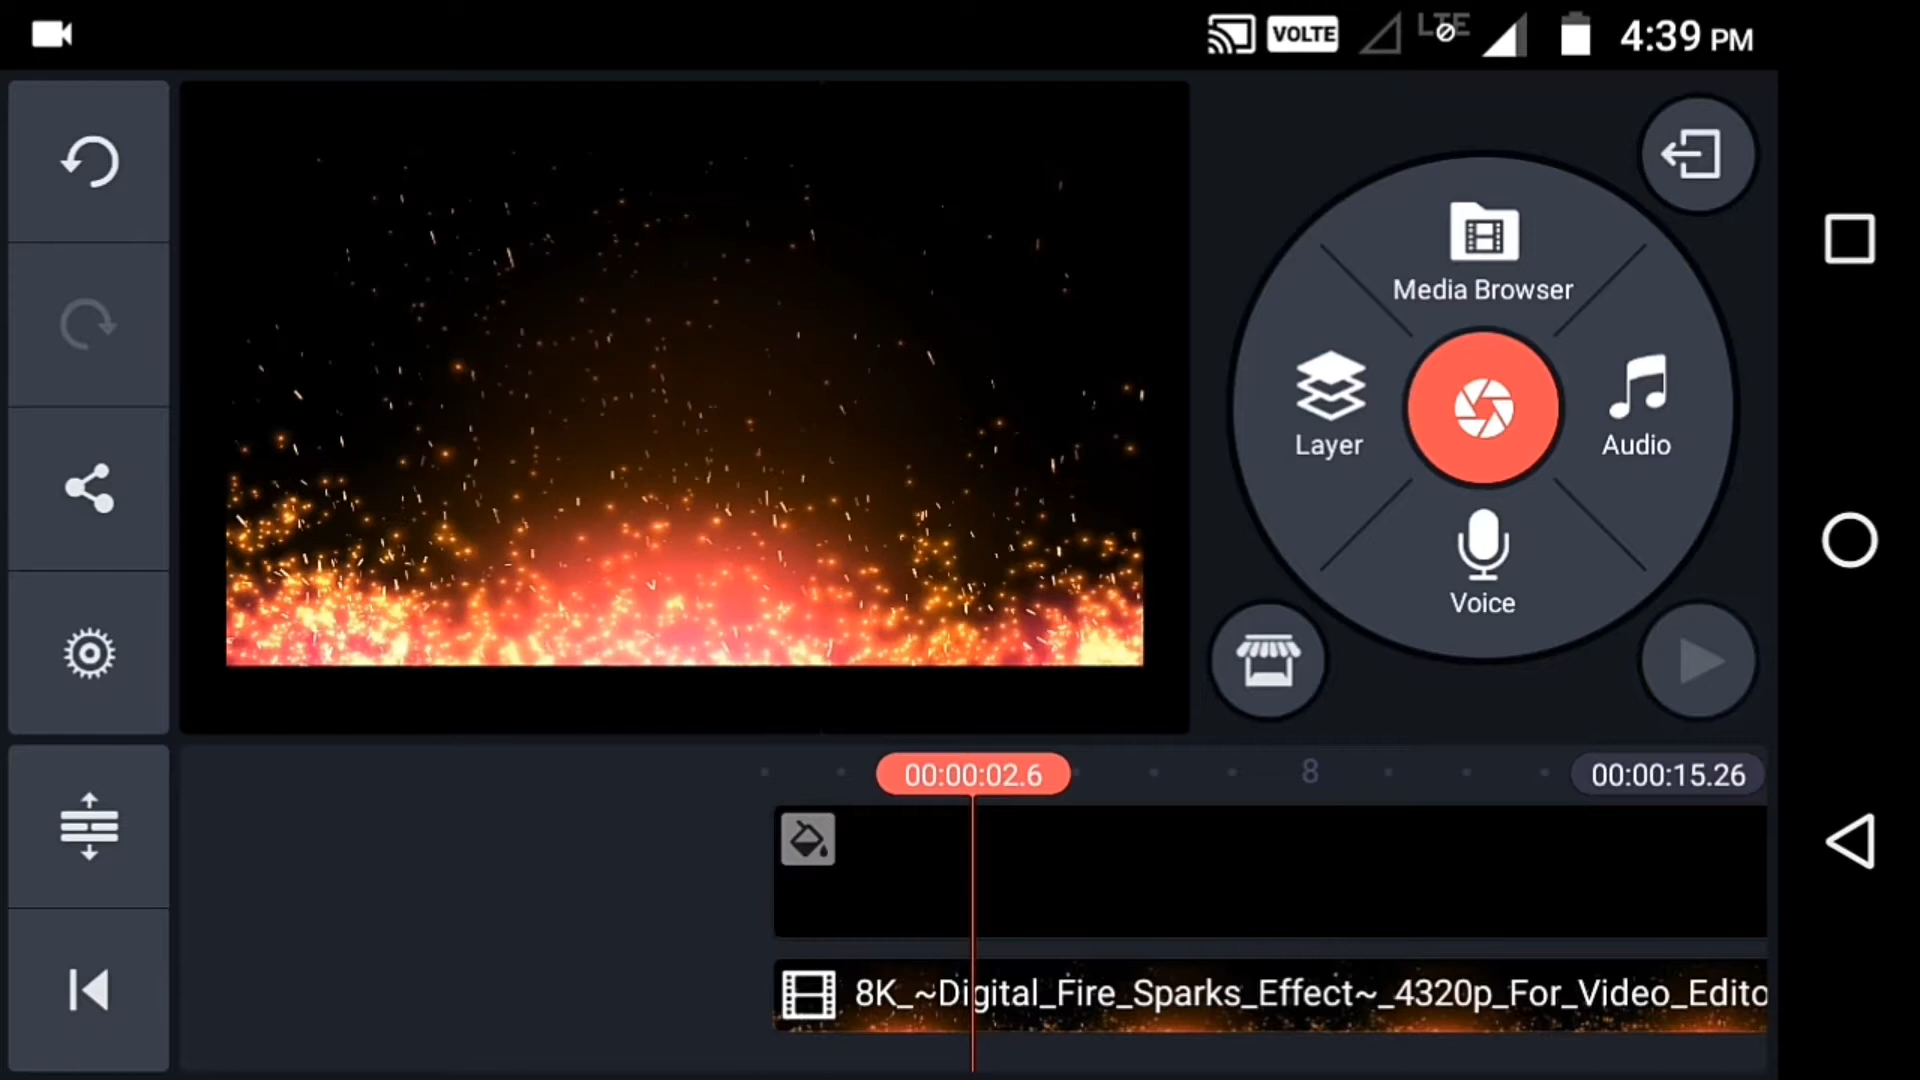 VOLTE
LTE
4:39 PM
Media Browser
Layer
Audio
Voice
00:00:02.6
8
00:00:15.26
8K_~Digital_Fire_Sparks_Effect~_4320p_For_Video_Edito